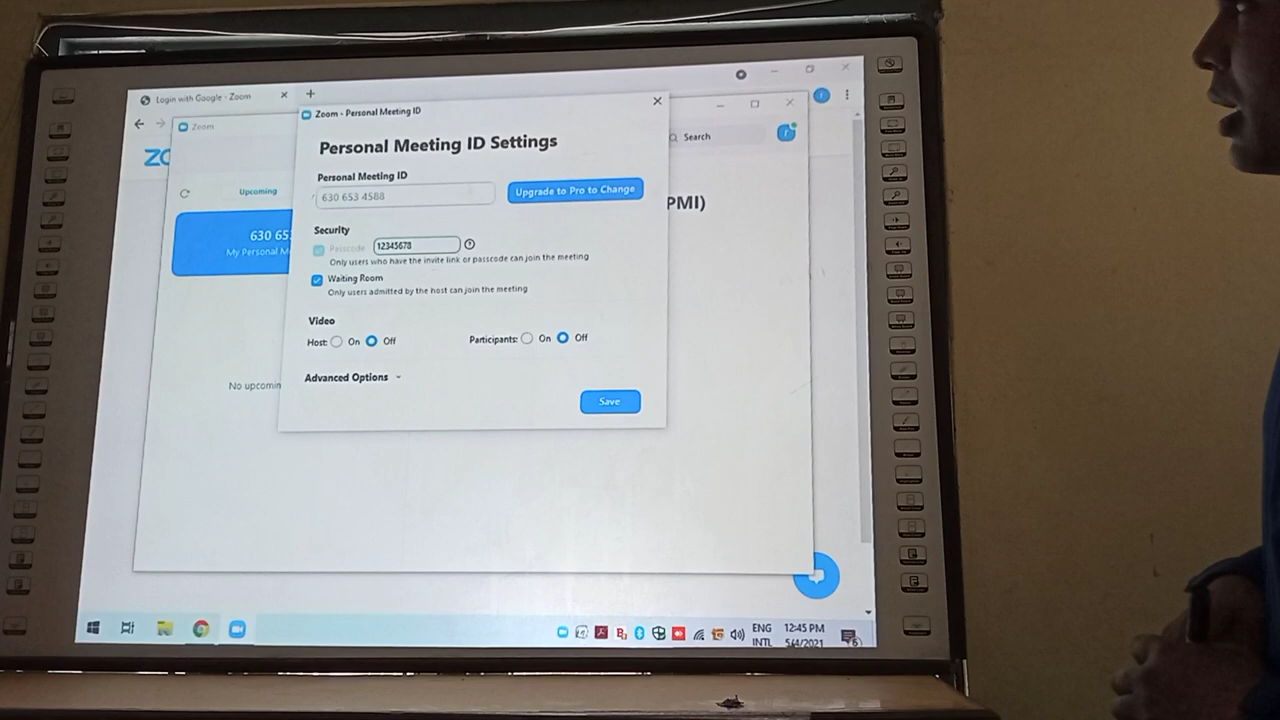 Login with Google - Zoom
Zoom
Zoom - Personal Meeting ID
Search
Personal Meeting ID Settings
Personal Meeting ID
Upcoming
630 653 4588
Upgrade to Pro to Change
PMI)
Security
630 65
My Personal M
Passcode 12345678
Only users who have the invite link or passcode can join the meeting
Waiting Room
Only users admitted by the host can join the meeting
Video
Host: On Off
Participants: On Off
Advanced Options
No upcomin
Save
ENG
INTL
12:45 PM
5/4/2021